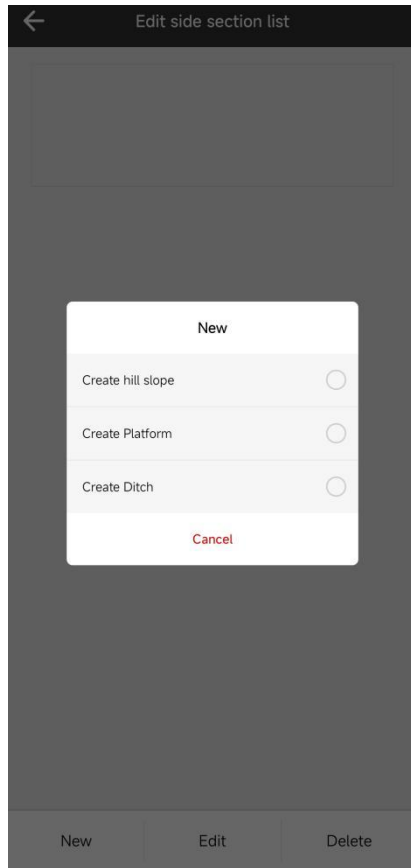 Edit side section list
New
Create hill slope
Create Platform
Create Ditch
Cancel
New Edit Delete